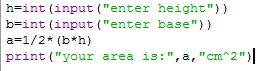 h=int(input("enter height"))
b=int(input("enter base"))
a=1/2*(b*h)
print("your area is:",a,"cm^2")